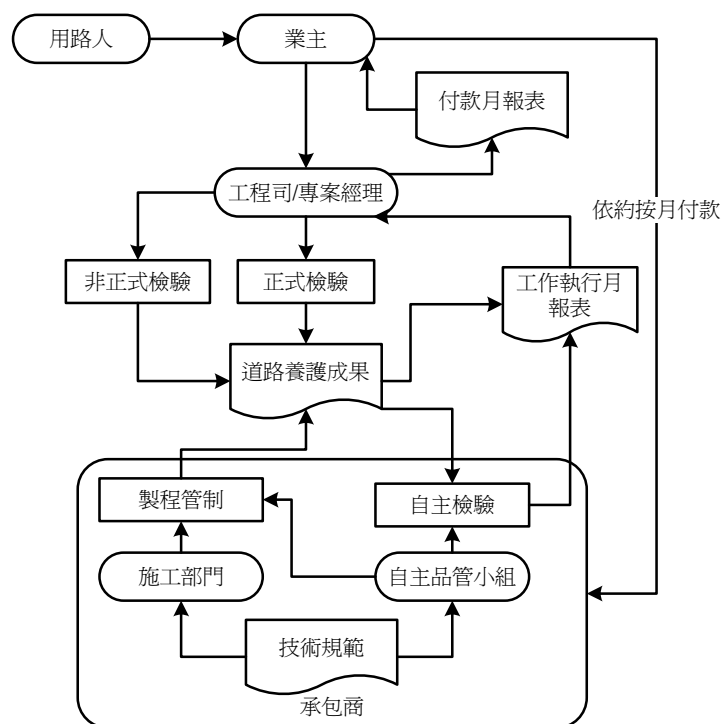 用路人
業主
付款月報表
工程司/專案經理
依約按月付款
非正式檢驗
正式檢驗
工作執行月
報表
道路養護成果
製程管制
自主檢驗
施工部門
自主品管小組
技術規範
承包商